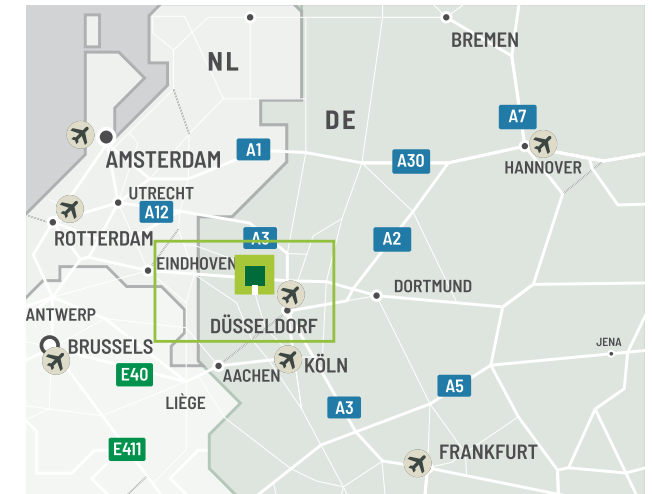 BREMEN
NL
DE
A7
A1
AMSTERDAM
A30
HANNOVER
UTRECHT
A12
ROTTERDAM
A3
A2
EINDHOVEN
DORTMUND
ANTWERP
DÜSSELDORF
BRUSSELS
JENA
KÖLN
E40
AACHEN
A5
LIÈGE
A3
E411
FRANKFURT